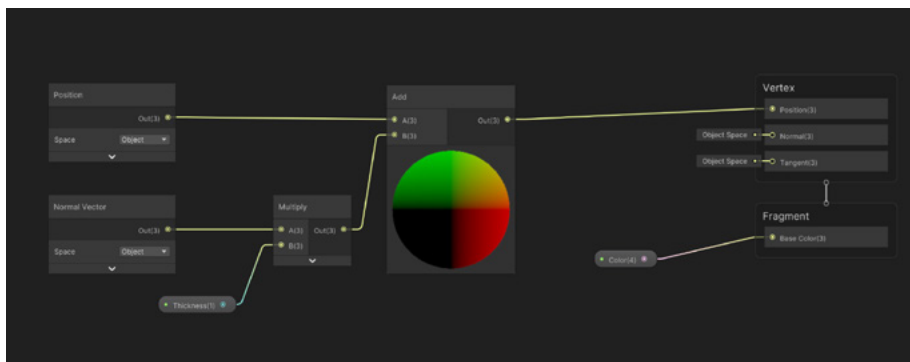 Position
Out(3)
Space Object
Normal Vector
Out(3)
Space Object
Thickness(1)
Multiply
A(3) Out(3)
B(3)
Add
A(3) Out(3)
B(3)
Vertex
Position(3)
Object Space Normal(3)
Object Space Tangent(3)
Fragment
Base Color(3)
Color(4)